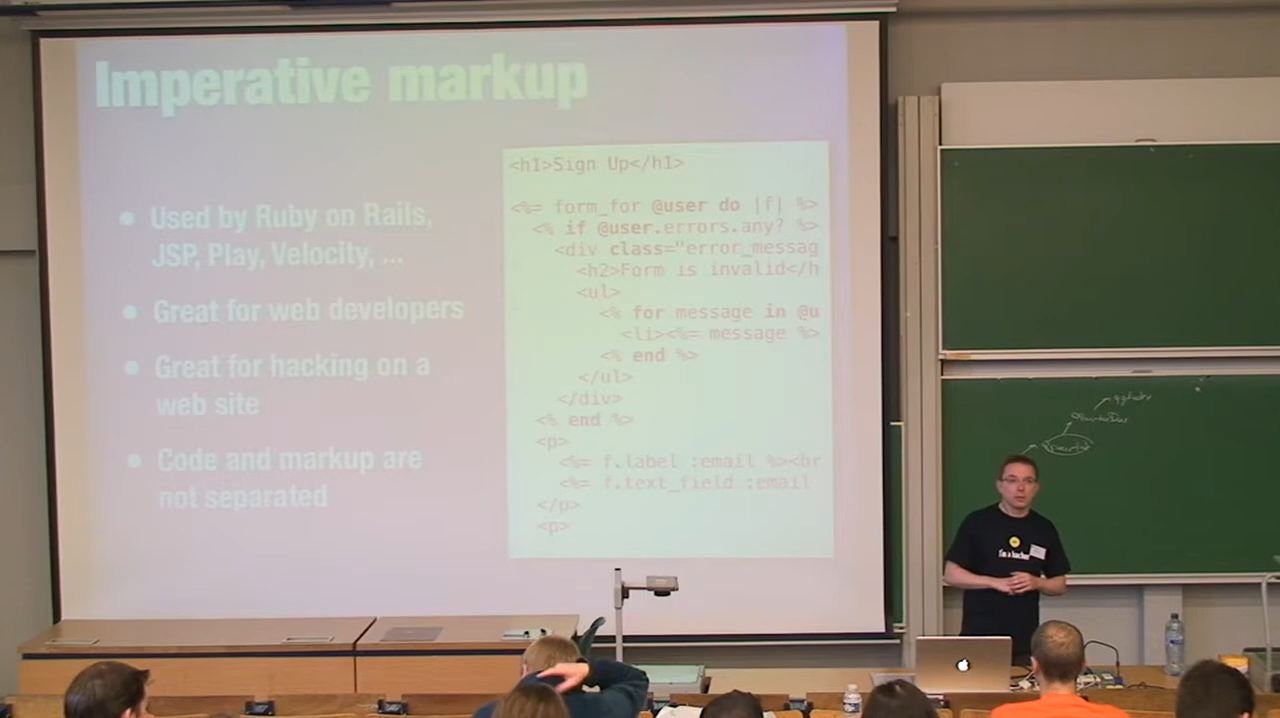 Imperative markup
• Used by Ruby on Rails,
JSP, Play, Velocity, ...
• Great for web developers
• Great for hacking on a
web site
• Code and markup are
not separated
<h1>Sign Up</h1>
<%= form_for @user do |f| %>
<% if @user.errors.any? %>
<div class="error_messag
<h2>Form is invalid</h
<ul>
<% for message in @u
<li><%= message %>
<% end %>
</ul>
</div>
<% end %>
<p>
<%= f.label :email %><br
<%= f.text_field :email
</p>
<p>
I'm a hacker